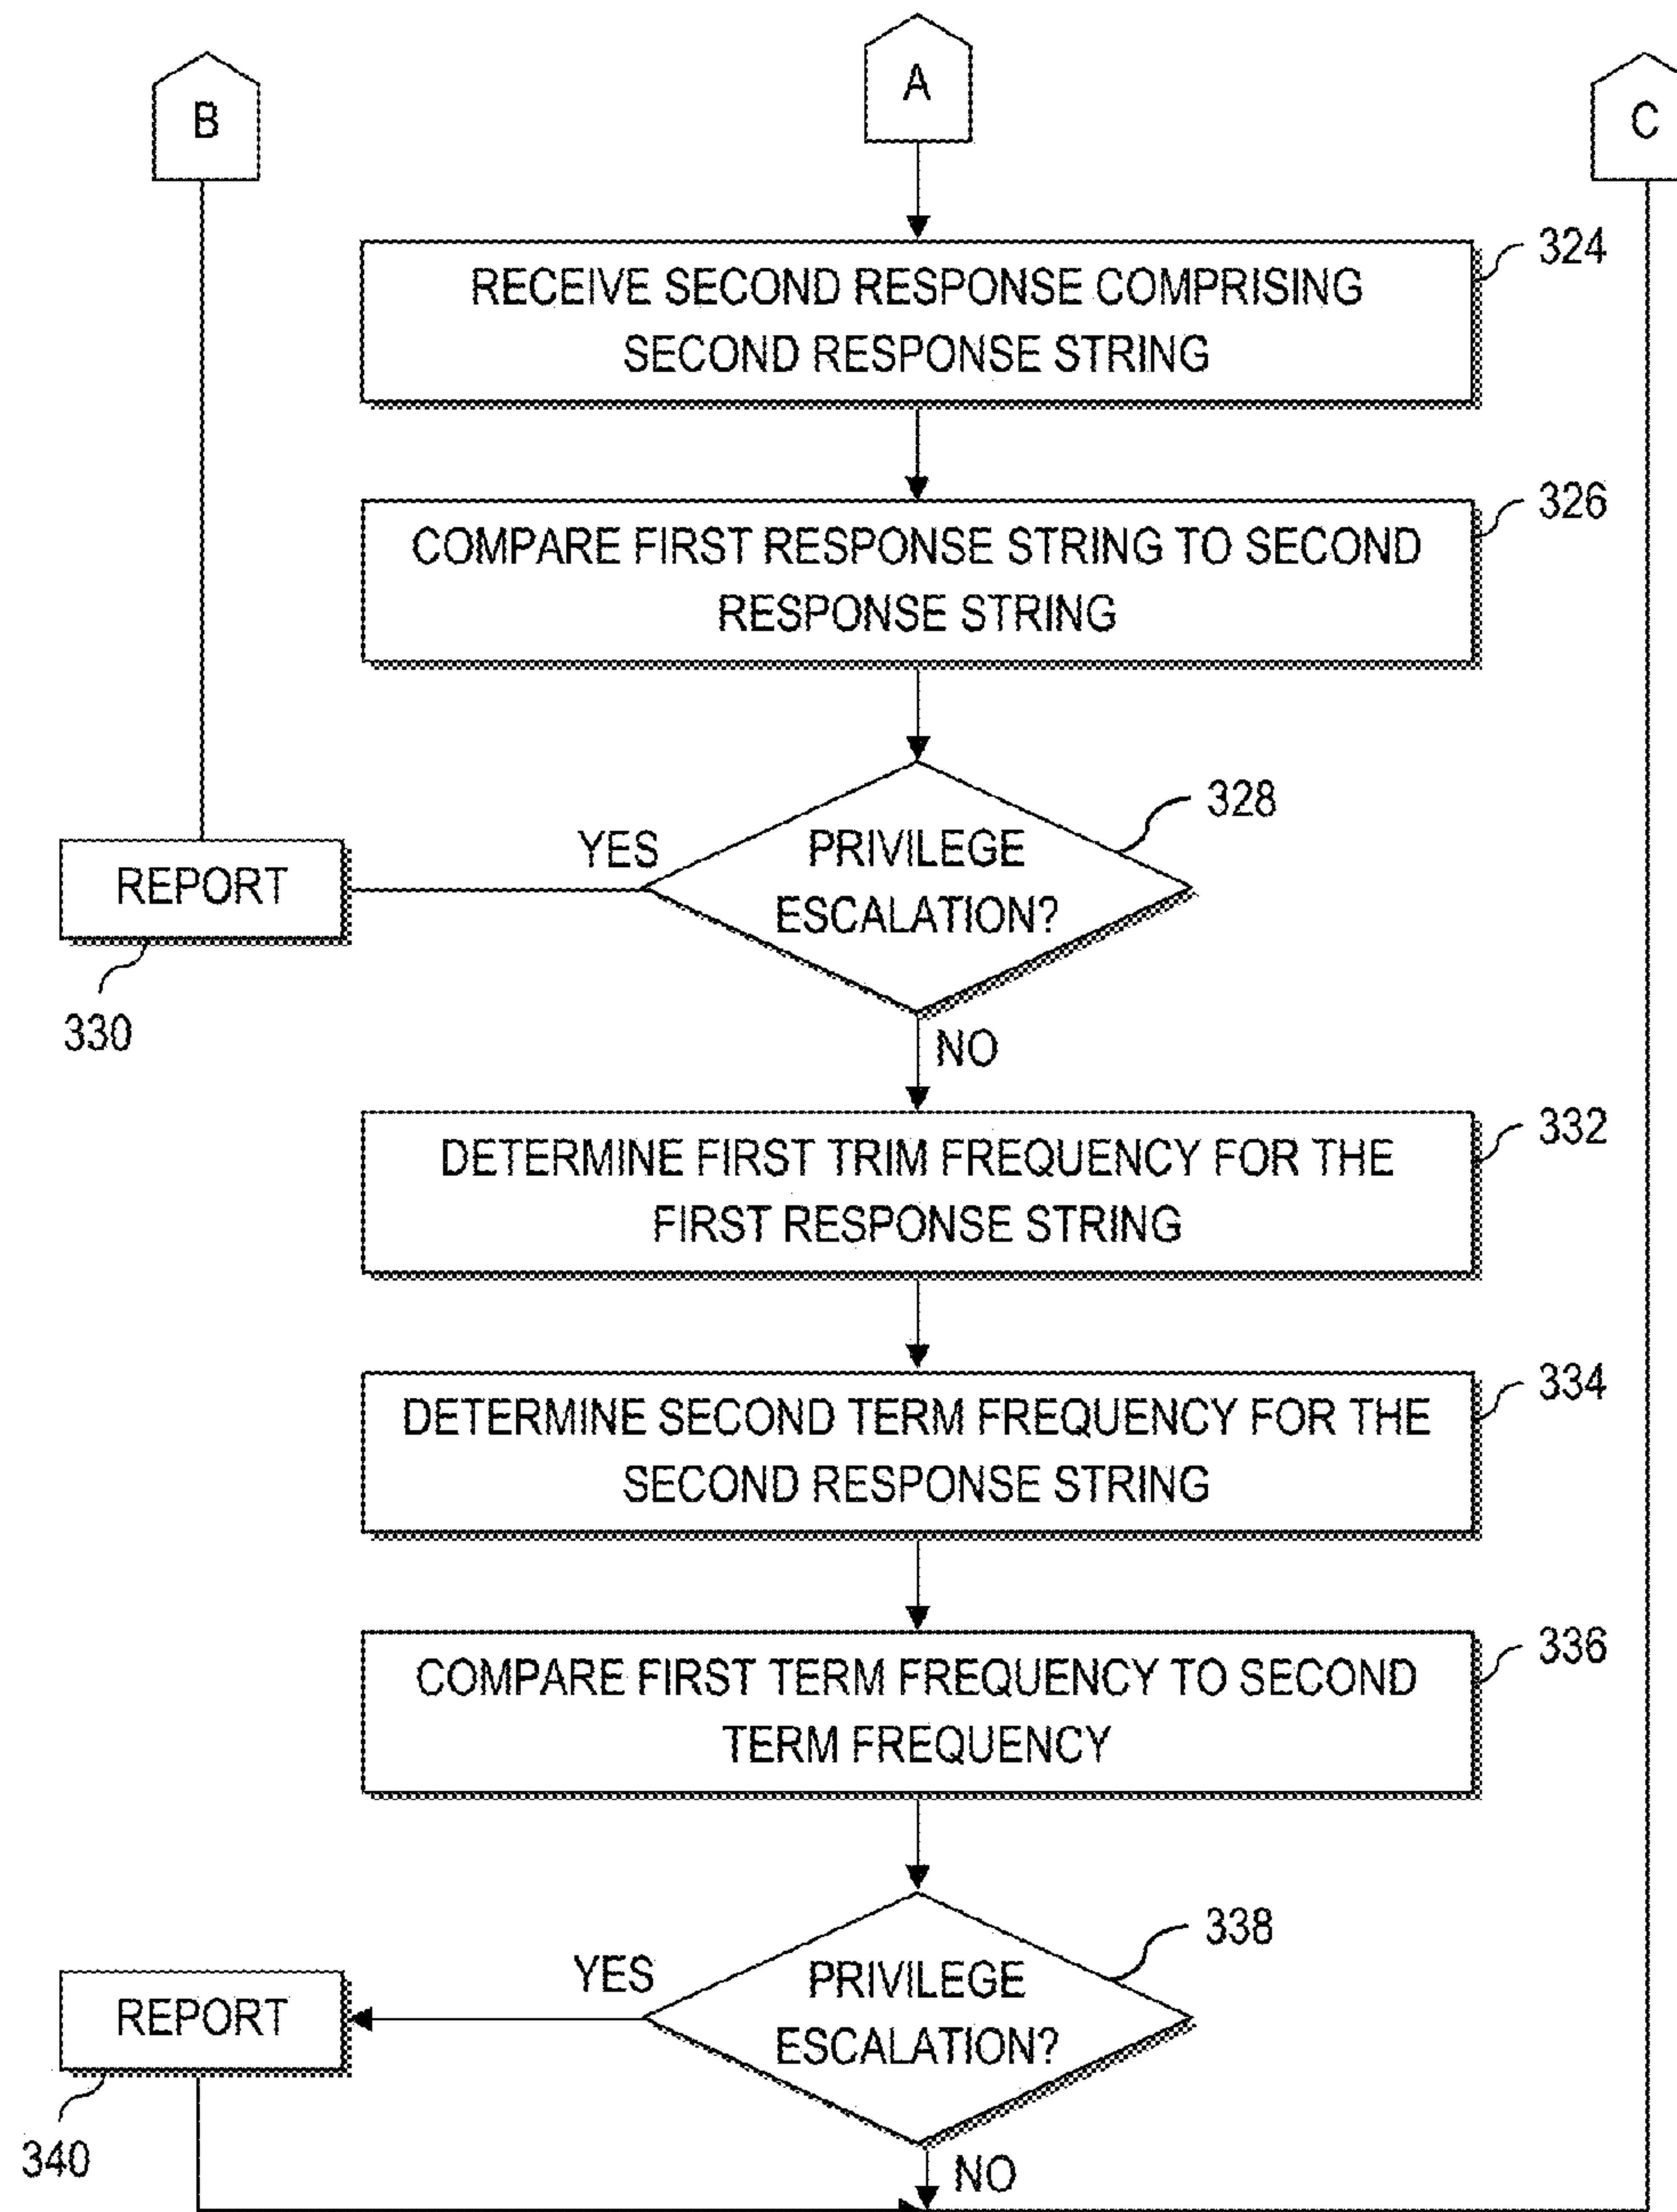 B
A
C
RECEIVE SECOND RESPONSE COMPRISING
SECOND RESPONSE STRING
324
COMPARE FIRST RESPONSE STRING TO SECOND
RESPONSE STRING
326
PRIVILEGE
ESCALATION?
328
YES
REPORT
330
NO
DETERMINE FIRST TRIM FREQUENCY FOR THE
FIRST RESPONSE STRING
332
DETERMINE SECOND TERM FREQUENCY FOR THE
SECOND RESPONSE STRING
334
COMPARE FIRST TERM FREQUENCY TO SECOND
TERM FREQUENCY
336
PRIVILEGE
ESCALATION?
338
YES
REPORT
340
NO